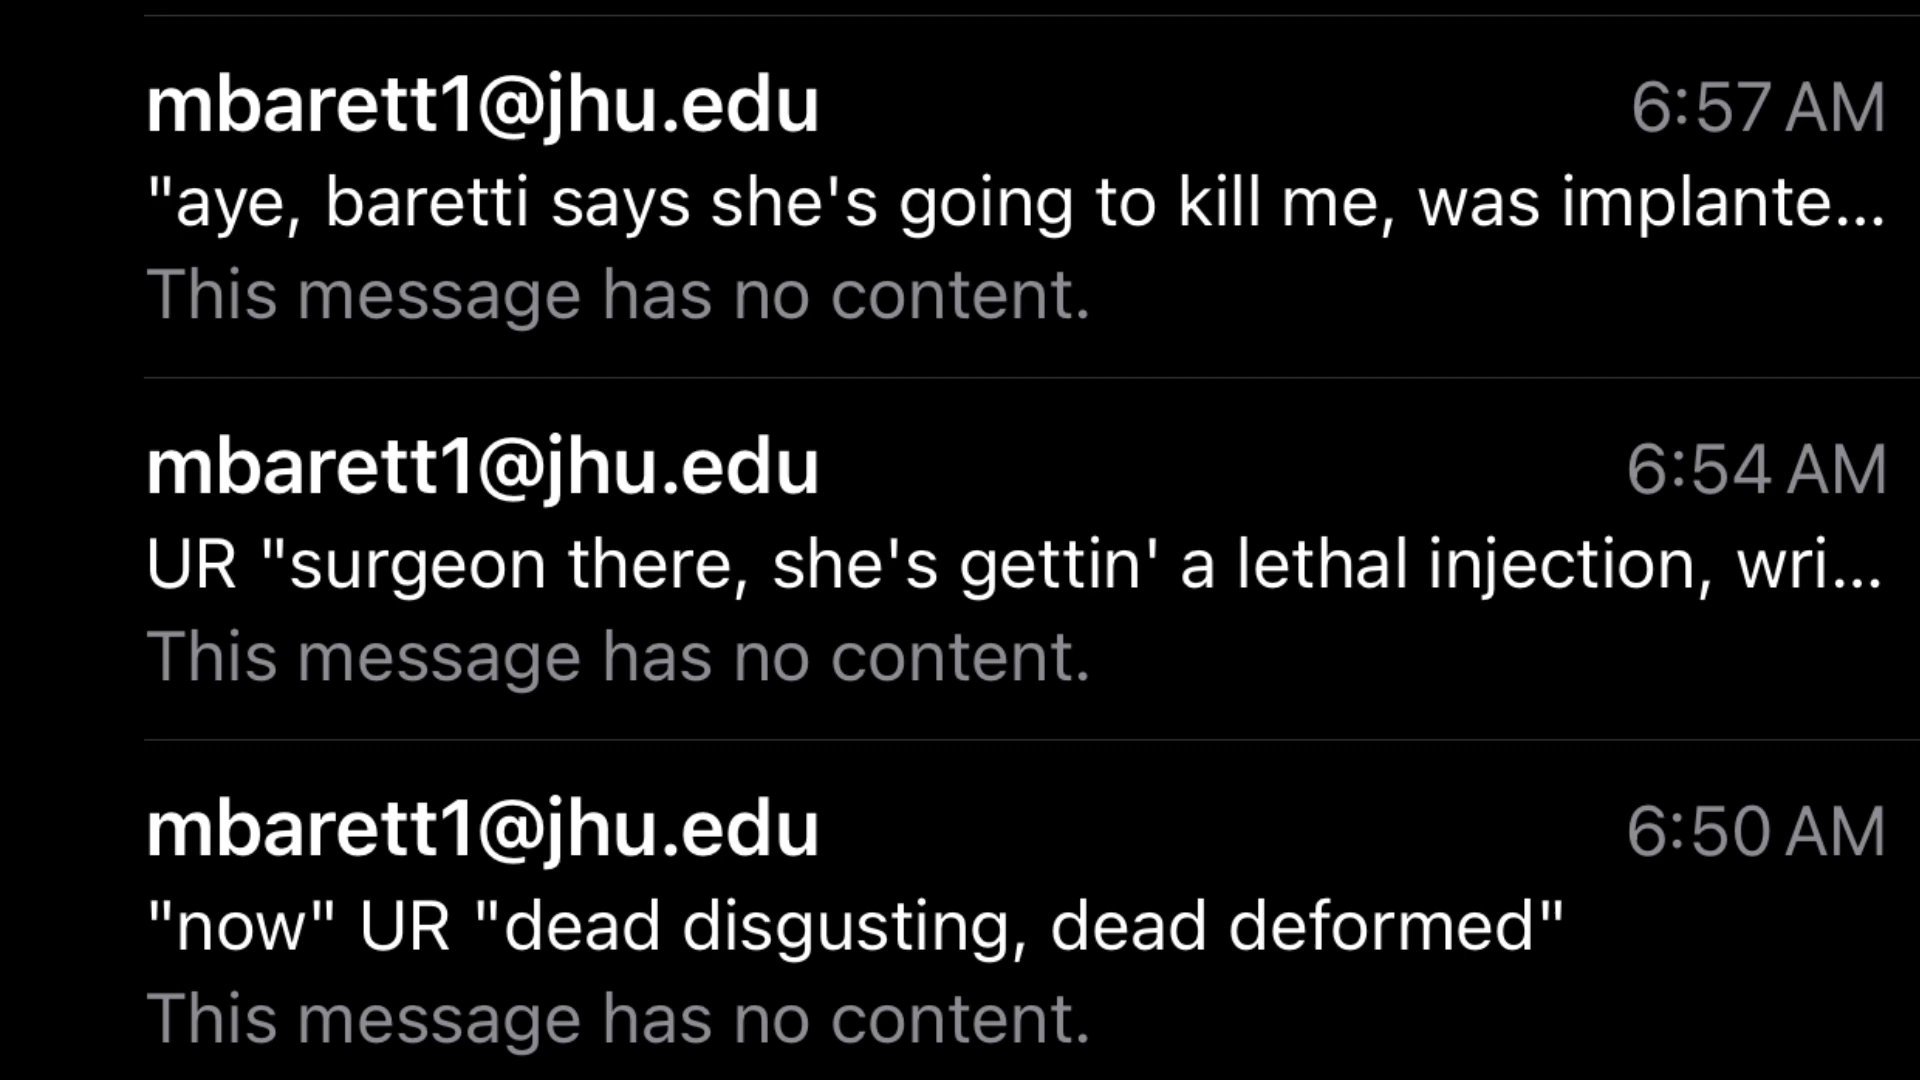 mbarett1@jhu.edu 6:57 AM
"aye, baretti says she's going to kill me, was implante...
This message has no content.
mbarett1@jhu.edu 6:54 AM
UR "surgeon there, she's gettin' a lethal injection, wri...
This message has no content.
mbarett1@jhu.edu 6:50 AM
"now" UR "dead disgusting, dead deformed"
This message has no content.